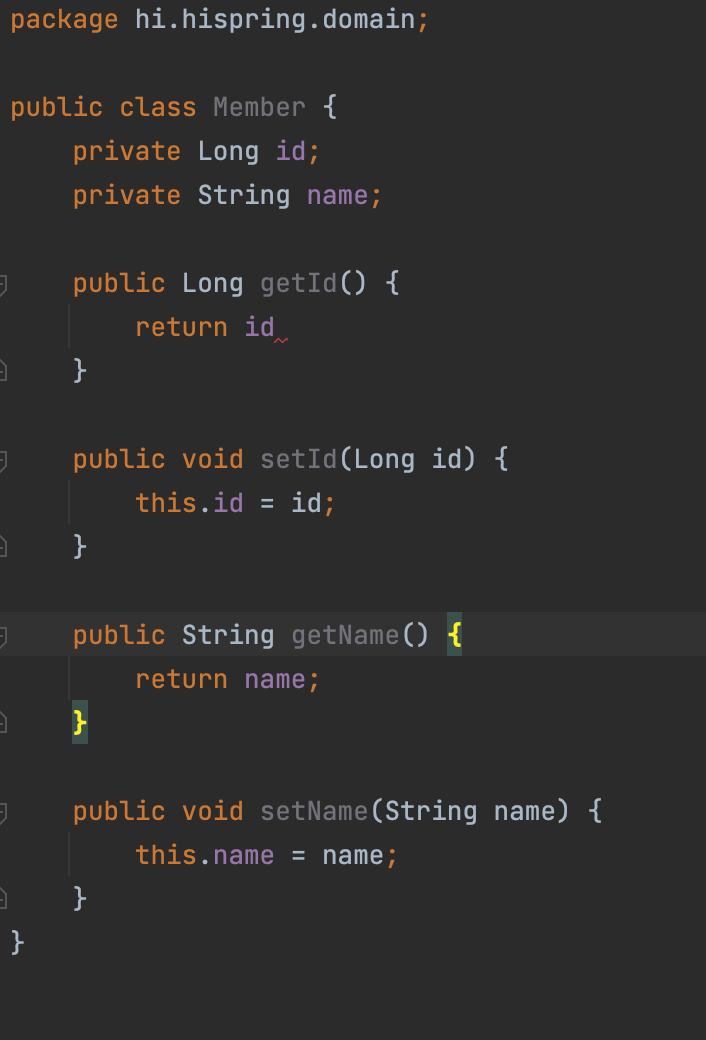 package hi.hispring.domain;
public class Member {
private Long id;
private String name;
public Long getId() {
return id
}
public void setId(Long id) {
this.id = id;
}
public String getName() {
return name;
}
public void setName(String name) {
this.name = name;
}
}